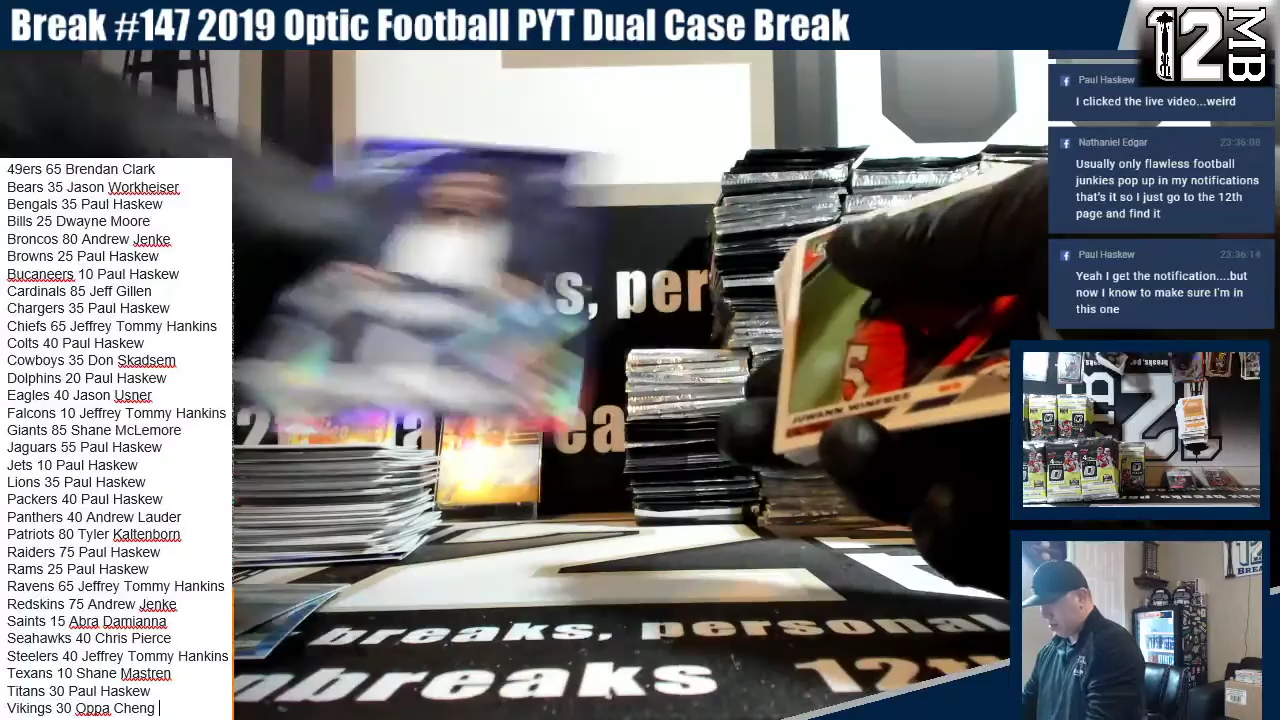 Break #147 2019 Optic Football PYT Dual Case Break
12
MB
49ers 65 Brendan Clark
Bears 35 Jason Workheiser
Bengals 35 Paul Haskew
Bills 25 Dwayne Moore
Broncos 80 Andrew Jenke
Browns 25 Paul Haskew
Bucaneers 10 Paul Haskew
Cardinals 85 Jeff Gillen
Chargers 35 Paul Haskew
Chiefs 65 Jeffrey Tommy Hankins
Colts 40 Paul Haskew
Cowboys 35 Don Skadsem
Dolphins 20 Paul Haskew
Eagles 40 Jason Usner
Falcons 10 Jeffrey Tommy Hankins
Giants 85 Shane McLemore
Jaguars 55 Paul Haskew
Jets 10 Paul Haskew
Lions 35 Paul Haskew
Packers 40 Paul Haskew
Panthers 40 Andrew Lauder
Patriots 80 Tyler Kaltenborn
Raiders 75 Paul Haskew
Rams 25 Paul Haskew
Ravens 65 Jeffrey Tommy Hankins
Redskins 75 Andrew Jenke
Saints 15 Abra Damianna
Seahawks 40 Chris Pierce
Steelers 40 Jeffrey Tommy Hankins
Texans 10 Shane Mastren
Titans 30 Paul Haskew
Vikings 30 Oppa Cheng
Paul Haskew
I clicked the live video...weird
Nathaniel Edgar 23:36:08
Usually only flawless football
junkies pop up in my notifications
that's it so I just go to the 12th
page and find it
Paul Haskew 23:36:14
Yeah I get the notification....but
now I know to make sure I'm in
this one
s, per
ea
5
JUWANN WINFREE
breaks, personal
nbreaks